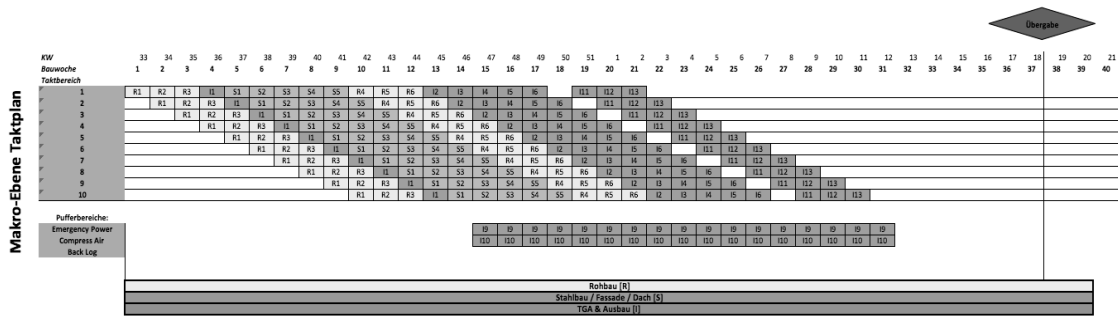 Übergabe
KW 33 34 35 36 37 38 39 40 41 42 43 44 45 46 47 48 49 50 51 1 2 3 4 5 6 7 8 9 10 11 12 13 14 15 16 17 18 19 20 21
Bauwoche 1 2 3 4 5 6 7 8 9 10 11 12 13 14 15 16 17 18 19 20 21 22 23 24 25 26 27 28 29 30 31 32 33 34 35 36 37 38 39 40
Taktbereich
1 R1 R2 R3 I1 S1 S2 S3 S4 S5 R4 R5 R6 I2 I3 I4 I5 I6 I11 I12 I13
2 R1 R2 R3 I1 S1 S2 S3 S4 S5 R4 R5 R6 I2 I3 I4 I5 I6 I11 I12 I13
3 R1 R2 R3 I1 S1 S2 S3 S4 S5 R4 R5 R6 I2 I3 I4 I5 I6 I11 I12 I13
4 R1 R2 R3 I1 S1 S2 S3 S4 S5 R4 R5 R6 I2 I3 I4 I5 I6 I11 I12 I13
5 R1 R2 R3 I1 S1 S2 S3 S4 S5 R4 R5 R6 I2 I3 I4 I5 I6 I11 I12 I13
6 R1 R2 R3 I1 S1 S2 S3 S4 S5 R4 R5 R6 I2 I3 I4 I5 I6 I11 I12 I13
7 R1 R2 R3 I1 S1 S2 S3 S4 S5 R4 R5 R6 I2 I3 I4 I5 I6 I11 I12 I13
8 R1 R2 R3 I1 S1 S2 S3 S4 S5 R4 R5 R6 I2 I3 I4 I5 I6 I11 I12 I13
9 R1 R2 R3 I1 S1 S2 S3 S4 S5 R4 R5 R6 I2 I3 I4 I5 I6 I11 I12 I13
10 R1 R2 R3 I1 S1 S2 S3 S4 S5 R4 R5 R6 I2 I3 I4 I5 I6 I11 I12 I13
Makro-Ebene Taktplan
Pufferbereiche:
Emergency Power I9 I9 I9 I9 I9 I9 I9 I9 I9 I9 I9 I9 I9 I9 I9 I9 I9
Compress Air I10 I10 I10 I10 I10 I10 I10 I10 I10 I10 I10 I10 I10 I10 I10 I10 I10
Back Log
Rohbau [R]
Stahlbau / Fassade / Dach [S]
TGA & Ausbau [I]